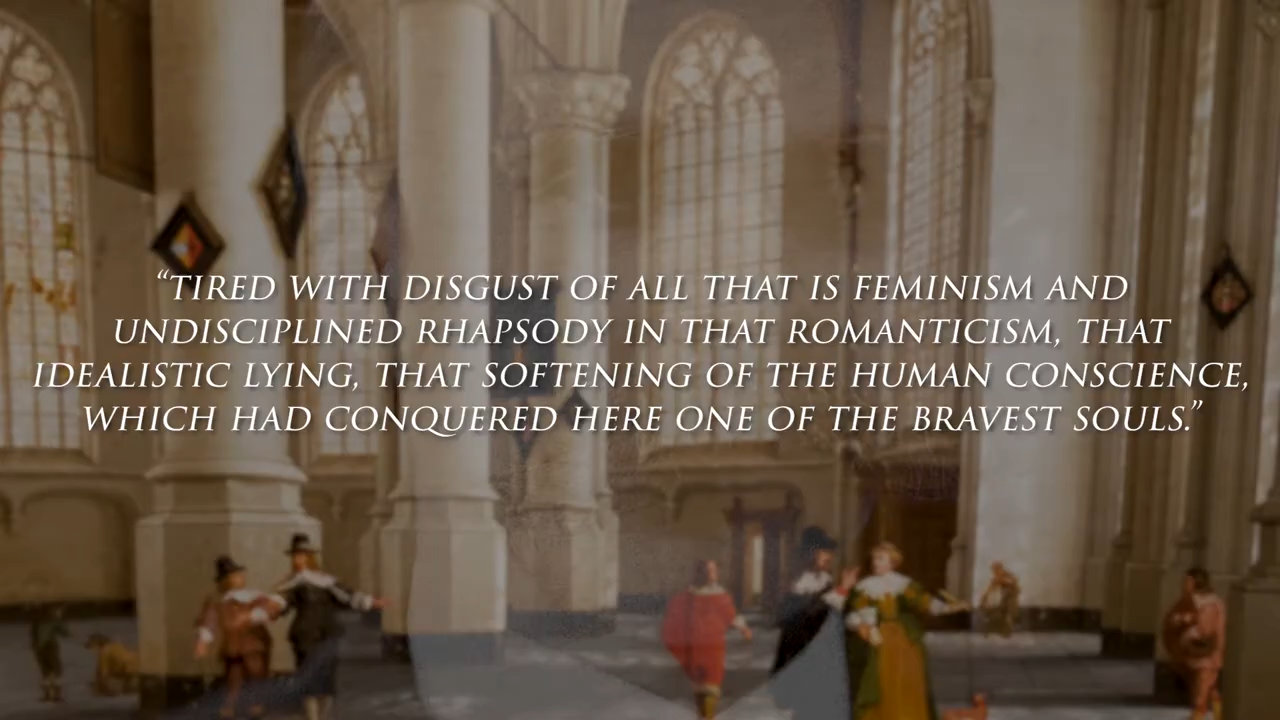 “TIRED WITH DISGUST OF ALL THAT IS FEMINISM AND
UNDISCIPLINED RHAPSODY IN THAT ROMANTICISM, THAT
IDEALISTIC LYING, THAT SOFTENING OF THE HUMAN CONSCIENCE,
WHICH HAD CONQUERED HERE ONE OF THE BRAVEST SOULS.”